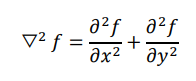 ∇² f = ∂²f/∂x² + ∂²f/∂y²